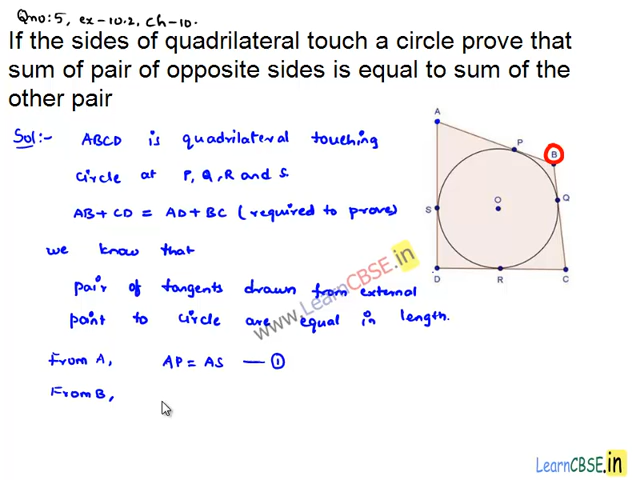 Qno:5, ex-10.2, ch-10.
If the sides of quadrilateral touch a circle prove that
sum of pair of opposite sides is equal to sum of the
other pair
Sol:- ABCD is quadrilateral touching
circle at P, Q, R and S.
AB+CD = AD+BC (required to prove)
we know that
pair of tangents drawn from external
point to circle are equal in length.
From A, AP = AS — ①
From B,
A
P
B
Q
O
S
D
R
C
www.LearnCBSE.in
LearnCBSE.in